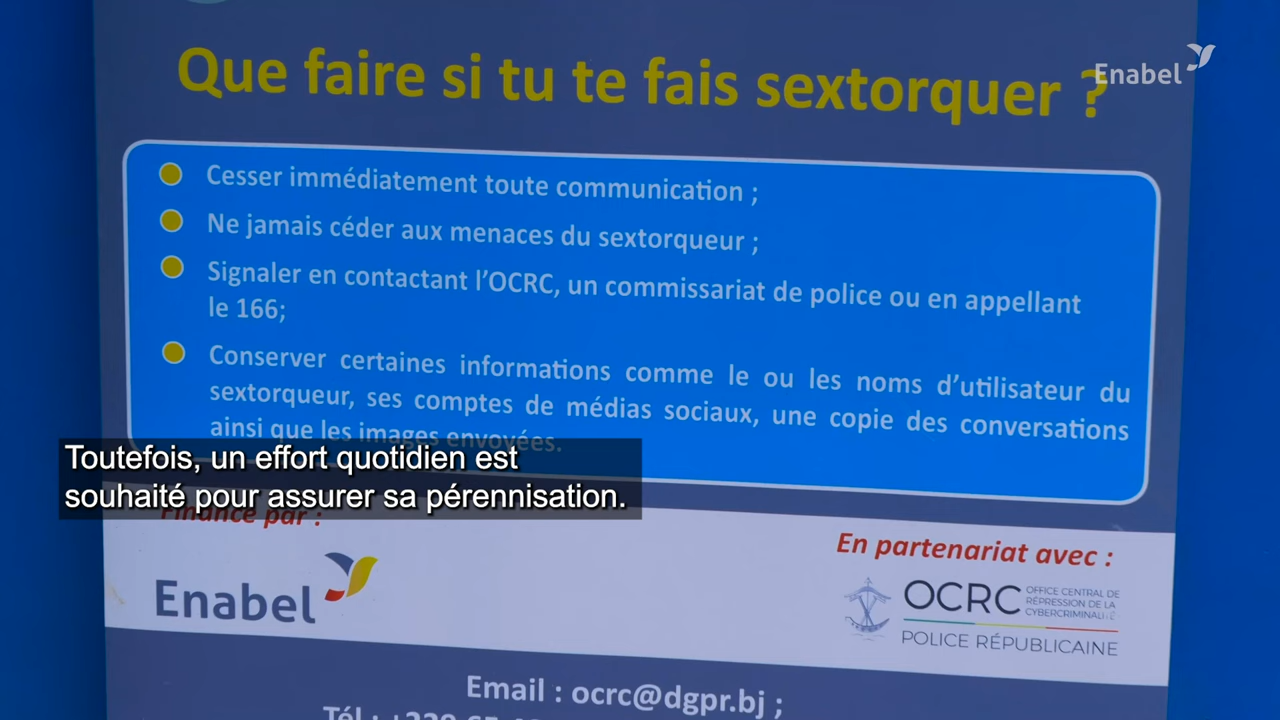 Que faire si tu te fais sextorquer ?
Enabel
Cesser immédiatement toute communication ;
Ne jamais céder aux menaces du sextorqueur ;
Signaler en contactant l'OCRC, un commissariat de police ou en appellant
le 166;
Conserver certaines informations comme le ou les noms d'utilisateur du
sextorqueur, ses comptes de médias sociaux, une copie des conversations
ainsi que les images envoyées.
Toutefois, un effort quotidien est
souhaité pour assurer sa pérennisation.
Financé par :
Enabel
En partenariat avec :
OCRC
OFFICE CENTRAL DE
RÉPRESSION DE LA
CYBERCRIMINALITÉ
POLICE RÉPUBLICAINE
Email : ocrc@dgpr.bj ;
Tél : +229